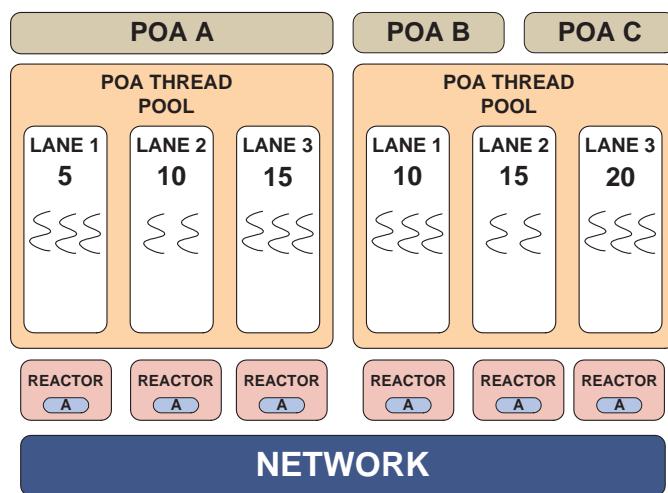 POA A
POA B
POA C
POA THREAD
POOL
LANE 1
5
LANE 2
10
LANE 3
15
POA THREAD
POOL
LANE 1
10
LANE 2
15
LANE 3
20
REACTOR
A
REACTOR
A
REACTOR
A
REACTOR
A
REACTOR
A
REACTOR
A
NETWORK